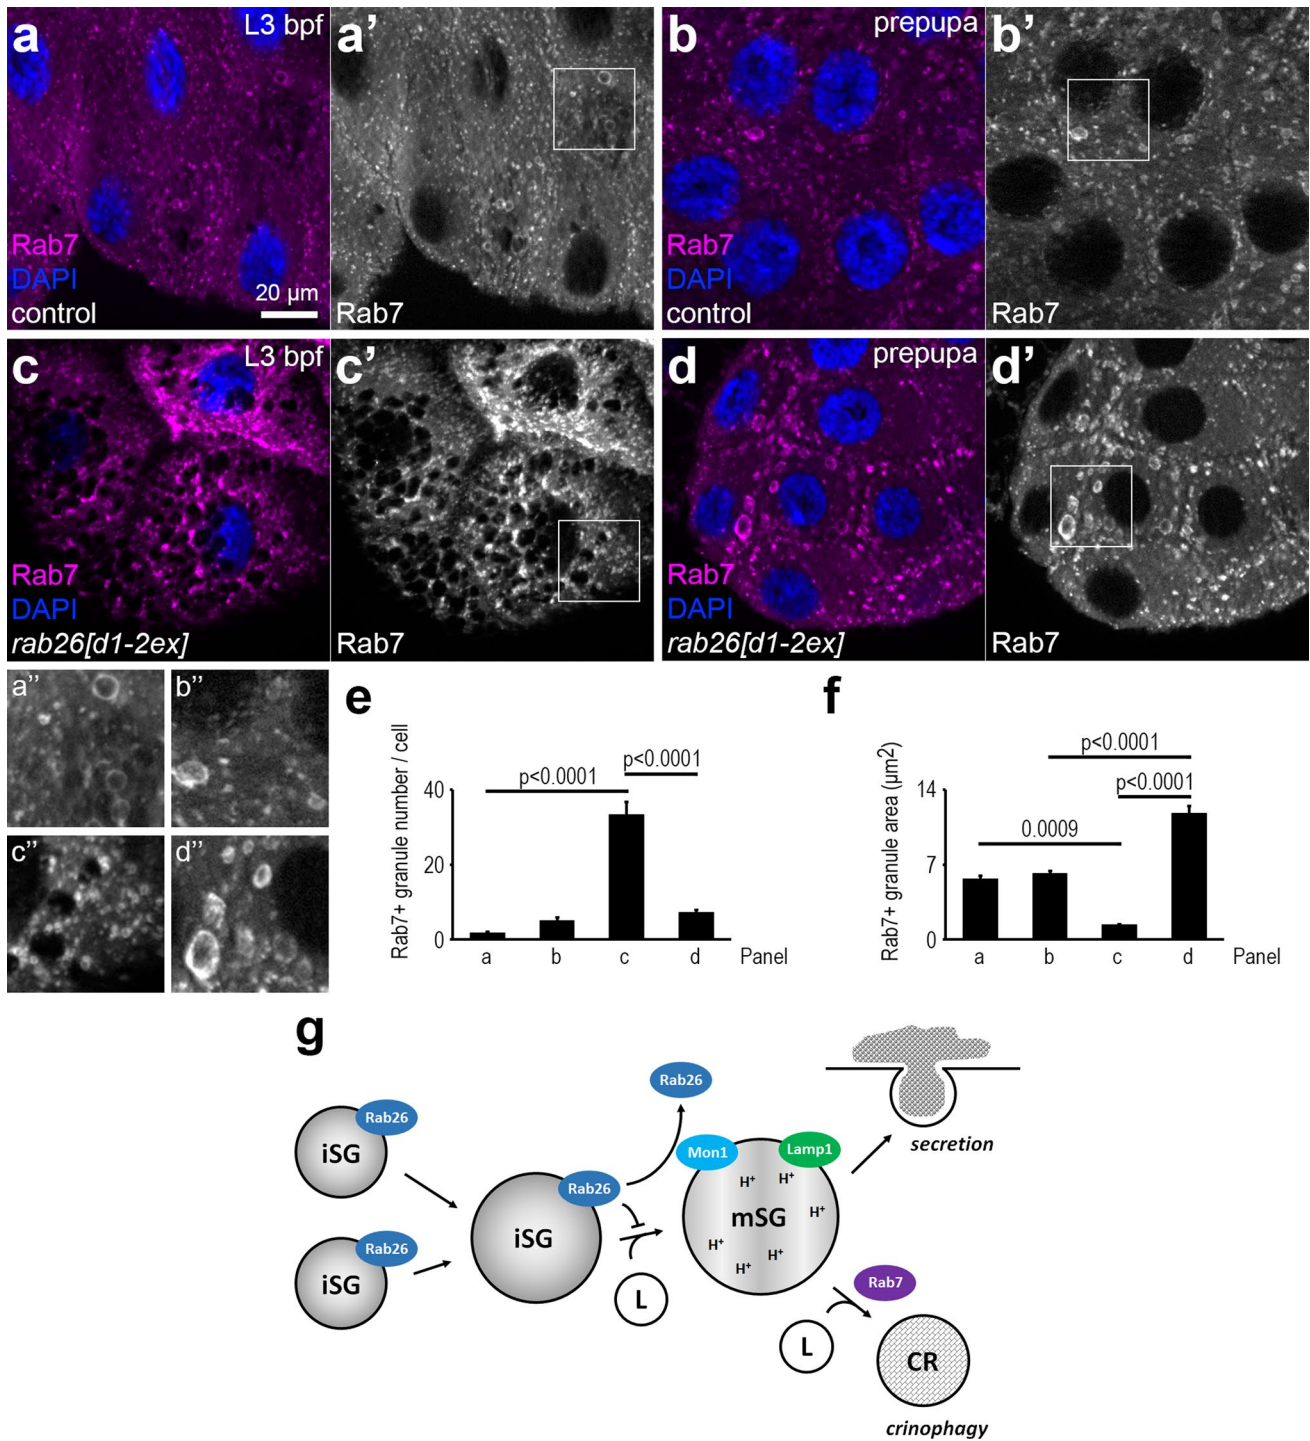 a
L3 bpf
a’
b
prepupa
b’
Rab7
DAPI
control
20 µm
Rab7
Rab7
DAPI
control
Rab7
c
L3 bpf
c’
d
prepupa
d’
Rab7
DAPI
rab26[d1-2ex]
Rab7
Rab7
DAPI
rab26[d1-2ex]
Rab7
a’’
b’’
c’’
d’’
e
Rab7+ granule number / cell
40
20
0
p<0.0001
p<0.0001
a b c d Panel
f
Rab7+ granule area (µm2)
14
7
0
p<0.0001
p<0.0001
0.0009
a b c d Panel
g
Rab26
iSG
Rab26
iSG
Rab26
iSG
Rab26
L
Mon1
Lamp1
H+
H+
mSG
H+
H+
H+
H+
secretion
Rab7
L
CR
crinophagy